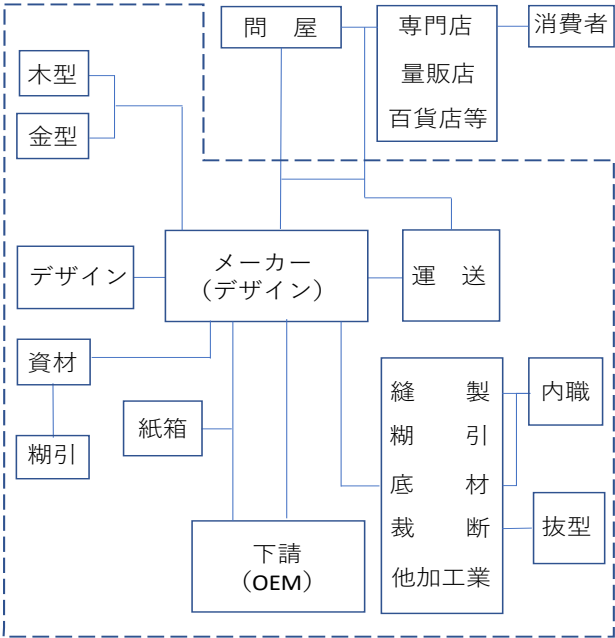 問　屋
専門店
量販店
百貨店等
消費者
木型
金型
デザイン
メーカー
（デザイン）
運　送
資材
糊引
紙箱
縫　製
糊　引
底　材
裁　断
他加工業
内職
抜型
下請
（OEM）